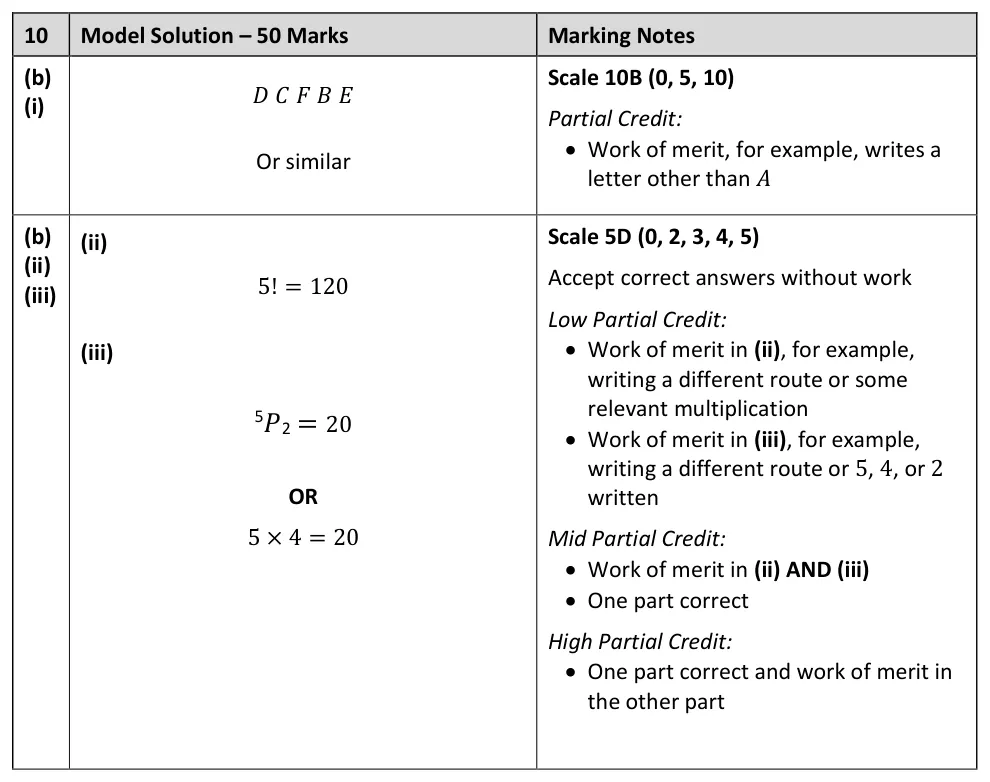 10 Model Solution – 50 Marks Marking Notes
(b)
(i)
D C F B E
Or similar
Scale 10B (0, 5, 10)
Partial Credit:
• Work of merit, for example, writes a
letter other than A
(b)
(ii)
(iii)
(ii)
5! = 120
(iii)
⁵P₂ = 20
OR
5 × 4 = 20
Scale 5D (0, 2, 3, 4, 5)
Accept correct answers without work
Low Partial Credit:
• Work of merit in (ii), for example,
writing a different route or some
relevant multiplication
• Work of merit in (iii), for example,
writing a different route or 5, 4, or 2
written
Mid Partial Credit:
• Work of merit in (ii) AND (iii)
• One part correct
High Partial Credit:
• One part correct and work of merit in
the other part